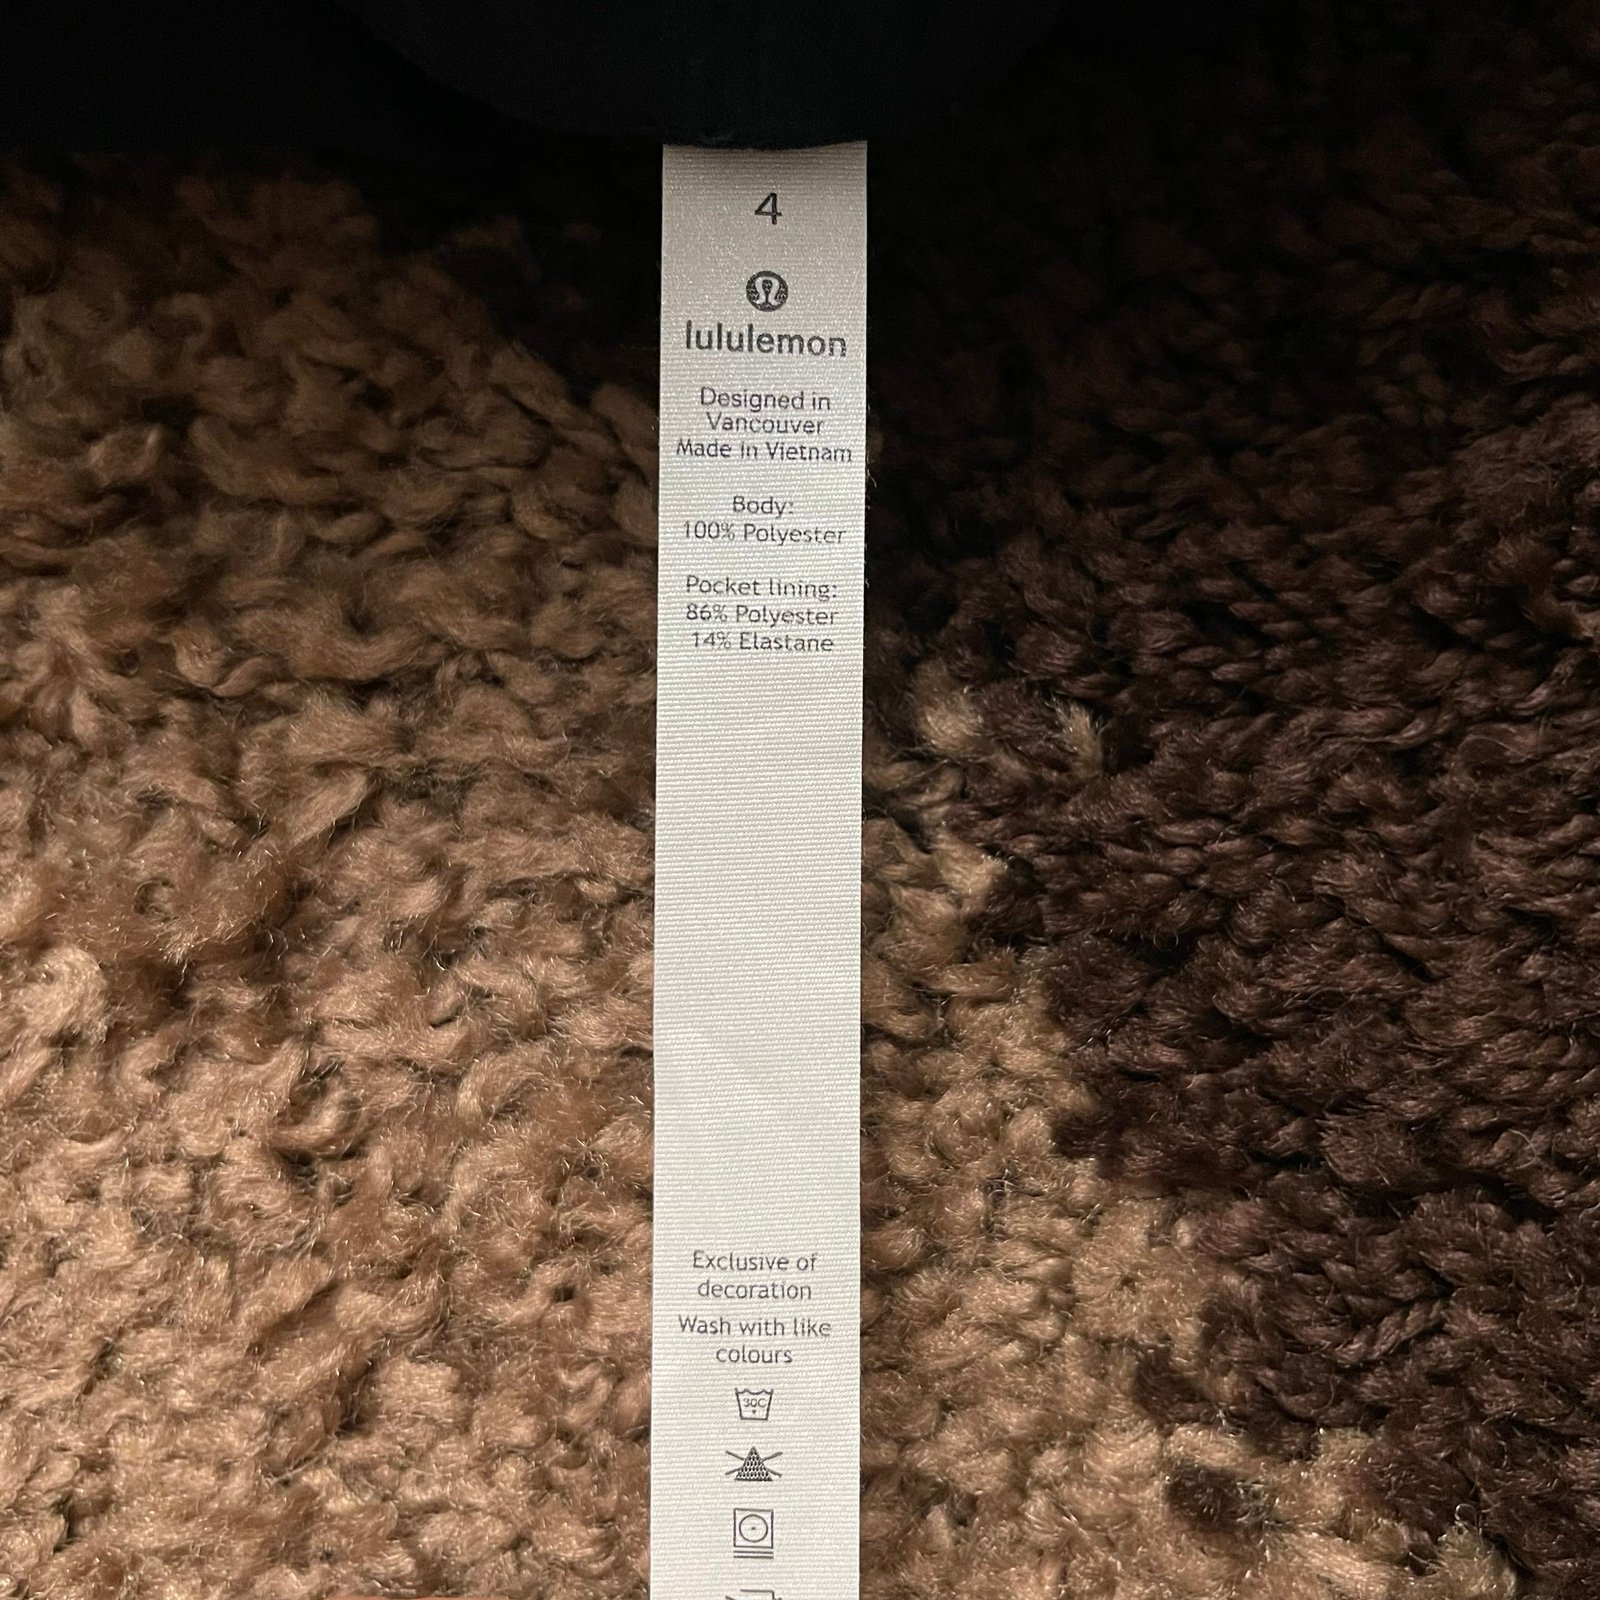 4
lululemon
Designed in
Vancouver
Made in Vietnam
Body:
100% Polyester
Pocket lining:
86% Polyester
14% Elastane
Exclusive of
decoration
Wash with like
colours
30C